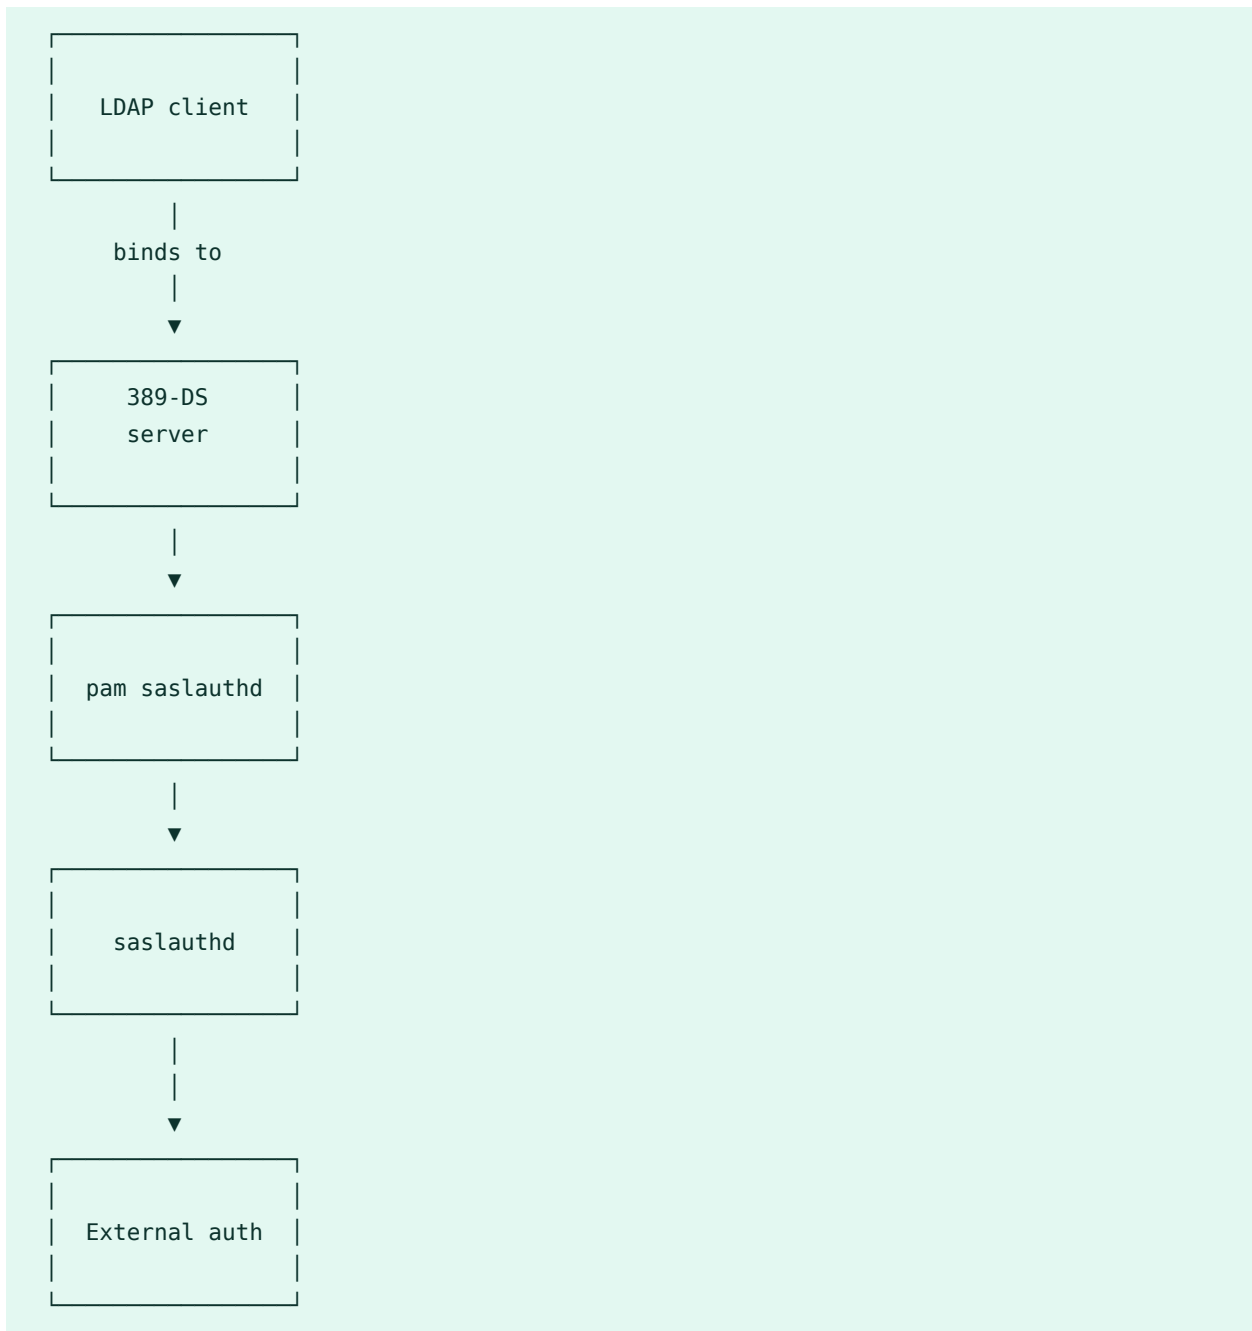 LDAP client
binds to
389-DS
server
pam saslauthd
saslauthd
External auth